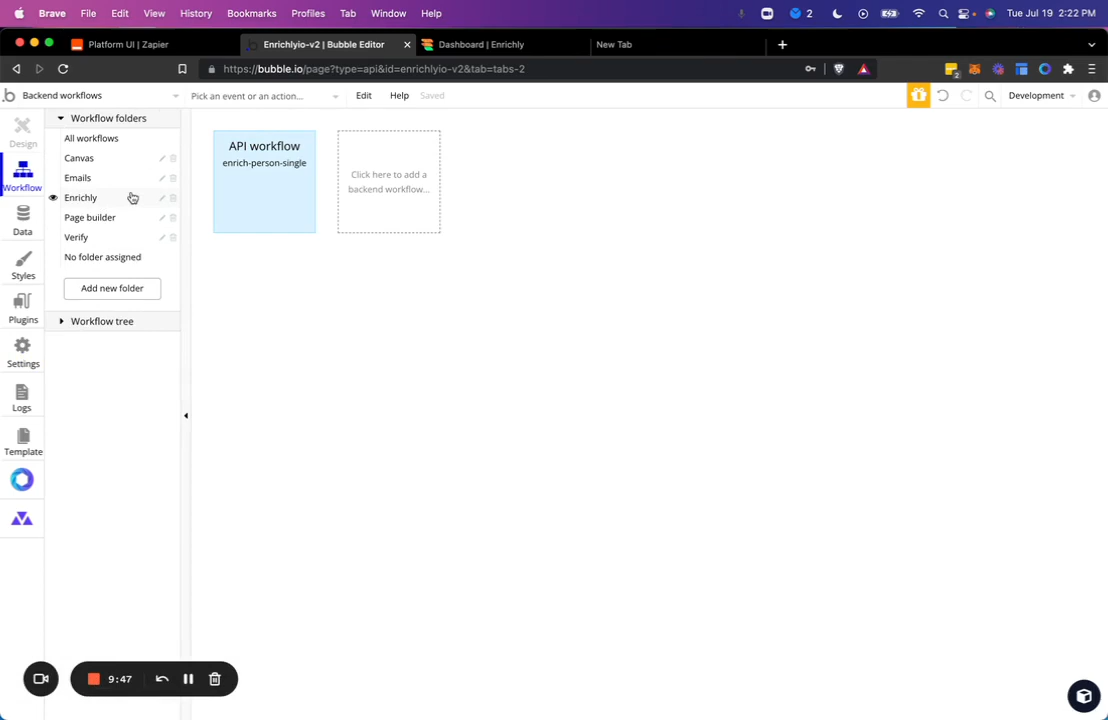 Brave File Edit View History Bookmarks Profiles Tab Window Help 2 Tue Jul 19 2:22 PM
Platform UI | Zapier Enrichlyio-v2 | Bubble Editor Dashboard | Enrichly New Tab
https://bubble.io/page?type=api&id=enrichlyio-v2&tab=tabs-2 2
Backend workflows Pick an event or an action... Edit Help Saved Development
Design
Workflow
Data
Styles
Plugins
Settings
Logs
Template
Workflow folders
All workflows
Canvas
Emails
Enrichly
Page builder
Verify
No folder assigned
Add new folder
Workflow tree
API workflow
enrich-person-single
Click here to add a
backend workflow...
9:47